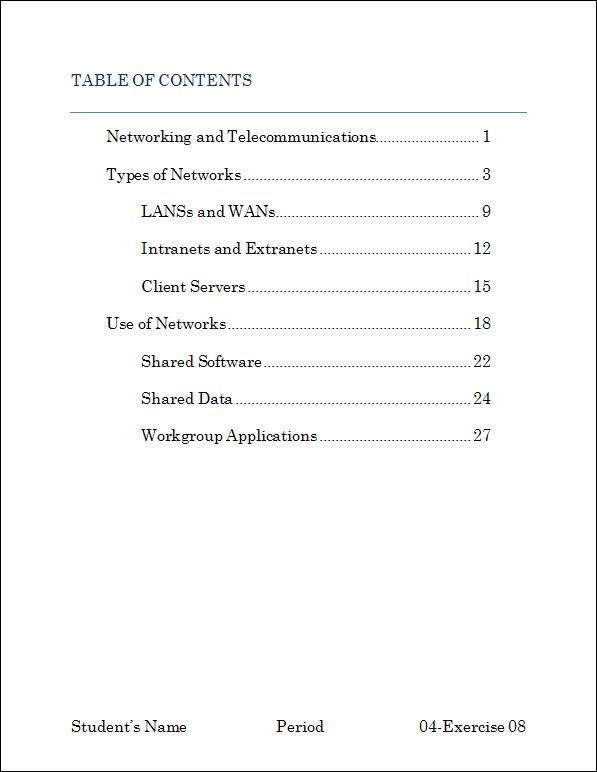 TABLE OF CONTENTS
Networking and Telecommunications.......................... 1
Types of Networks............................................................ 3
LANSs and WANs.................................................... 9
Intranets and Extranets....................................... 12
Client Servers......................................................... 15
Use of Networks.............................................................. 18
Shared Software..................................................... 22
Shared Data............................................................ 24
Workgroup Applications....................................... 27
Student's Name Period 04-Exercise 08